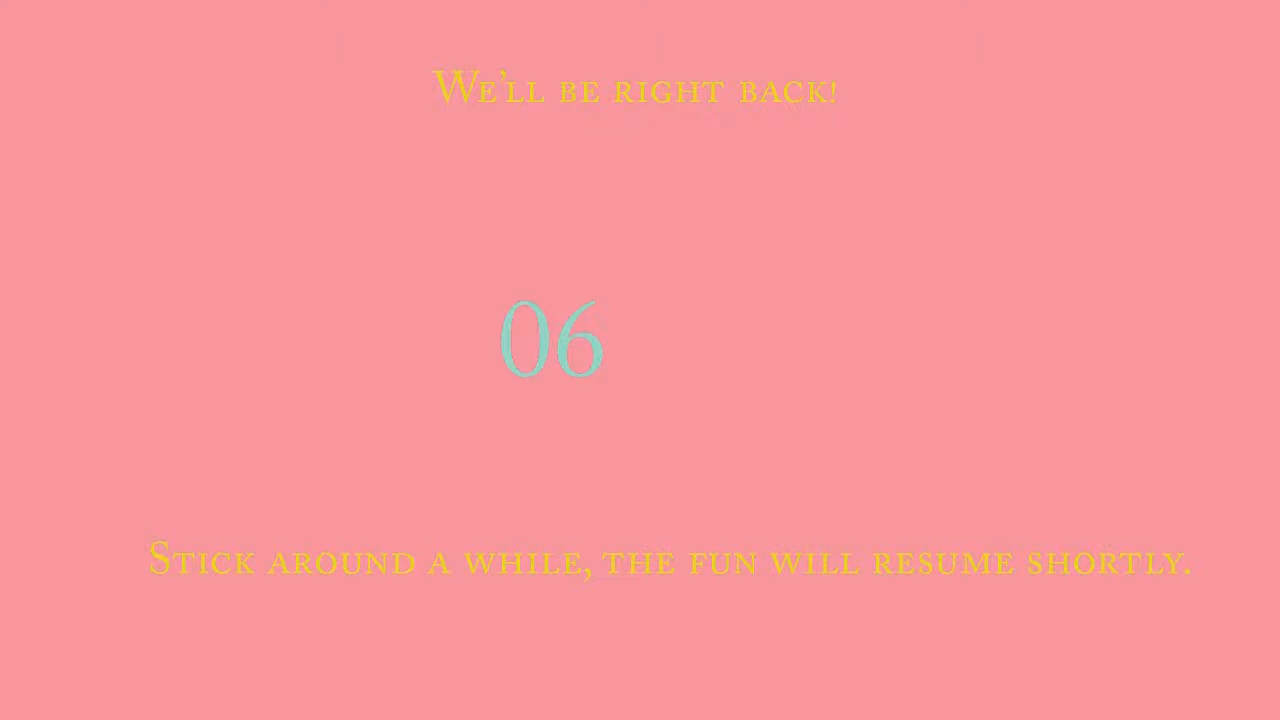 We'll be right back!
06
Stick around a while, the fun will resume shortly.